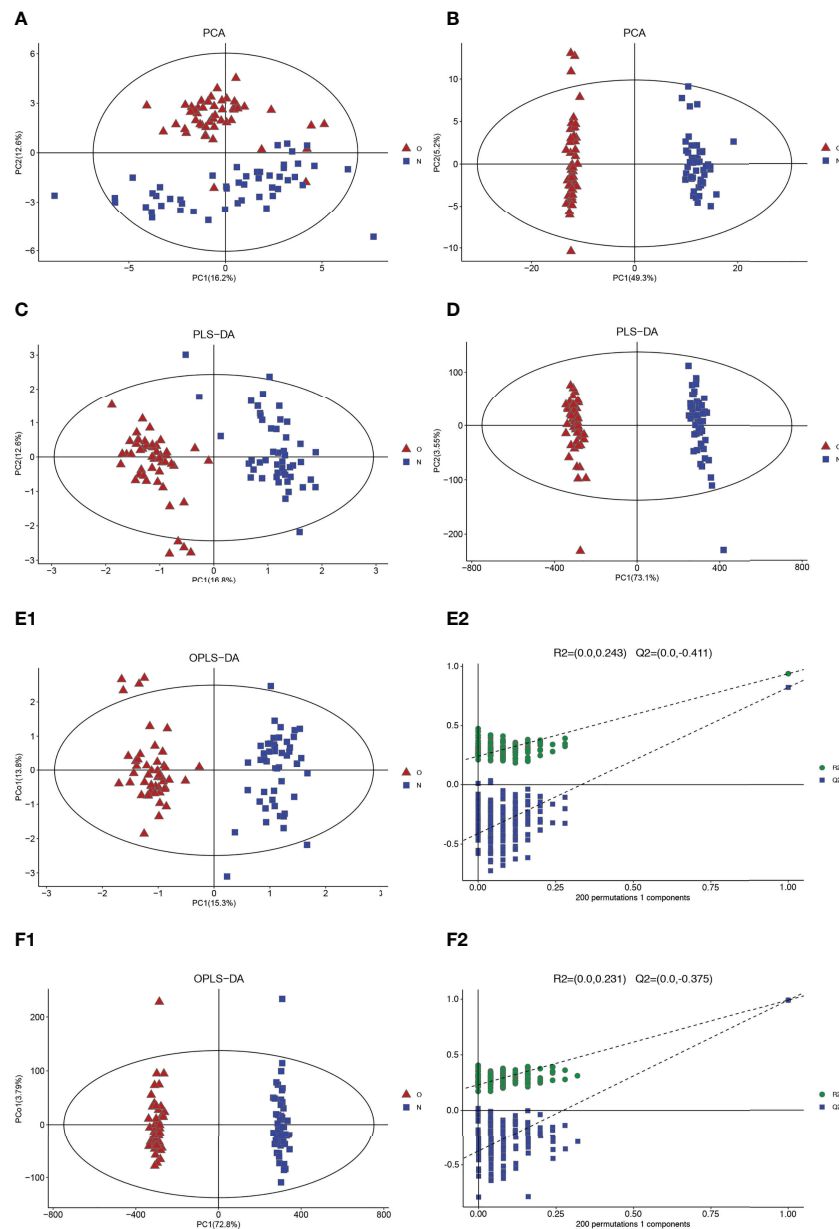 A
PCA
6
3
0
-3
-6
-5
0
5
PC2(12.6%)
PC1(16.2%)
O
N
B
PCA
10
5
0
-5
-10
-20
0
20
PC2(5.2%)
PC1(49.3%)
O
N
C
PLS-DA
3
2
1
0
-1
-2
-3
-3
-2
-1
0
1
2
3
PC2(12.6%)
PC1(16.8%)
O
N
D
PLS-DA
100
0
-100
-200
-800
-400
0
400
800
PC2(3.55%)
PC1(73.1%)
O
N
E1
OPLS-DA
2
1
0
-1
-2
-3
-3
-2
-1
0
1
2
3
PCo1(13.8%)
PC1(15.3%)
O
N
E2
R2=(0.0,0.243) Q2=(0.0,-0.411)
1.0
0.5
0.0
-0.5
0.00
0.25
0.50
0.75
1.00
200 permutations 1 components
R2
Q2
F1
OPLS-DA
200
100
0
-100
-800
-400
0
400
800
PCo1(3.79%)
PC1(72.8%)
O
N
F2
R2=(0.0,0.231) Q2=(0.0,-0.375)
1.0
0.5
0.0
-0.5
0.00
0.25
0.50
0.75
1.00
200 permutations 1 components
R2
Q2